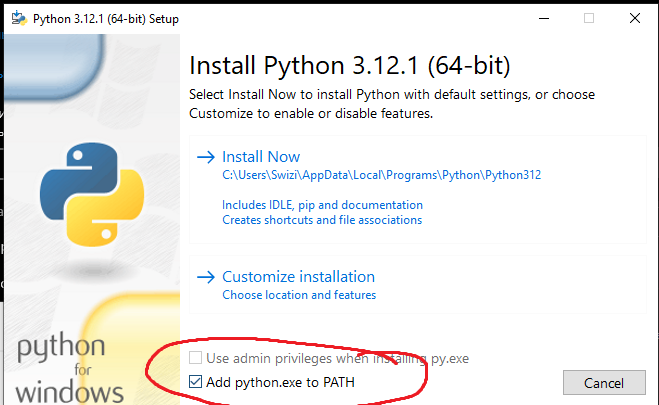 Python 3.12.1 (64-bit) Setup
Install Python 3.12.1 (64-bit)
Select Install Now to install Python with default settings, or choose
Customize to enable or disable features.
Install Now
C:\Users\Swizi\AppData\Local\Programs\Python\Python312
Includes IDLE, pip and documentation
Creates shortcuts and file associations
Customize installation
Choose location and features
Use admin privileges when installing py.exe
Add python.exe to PATH
Cancel
python
for
windows